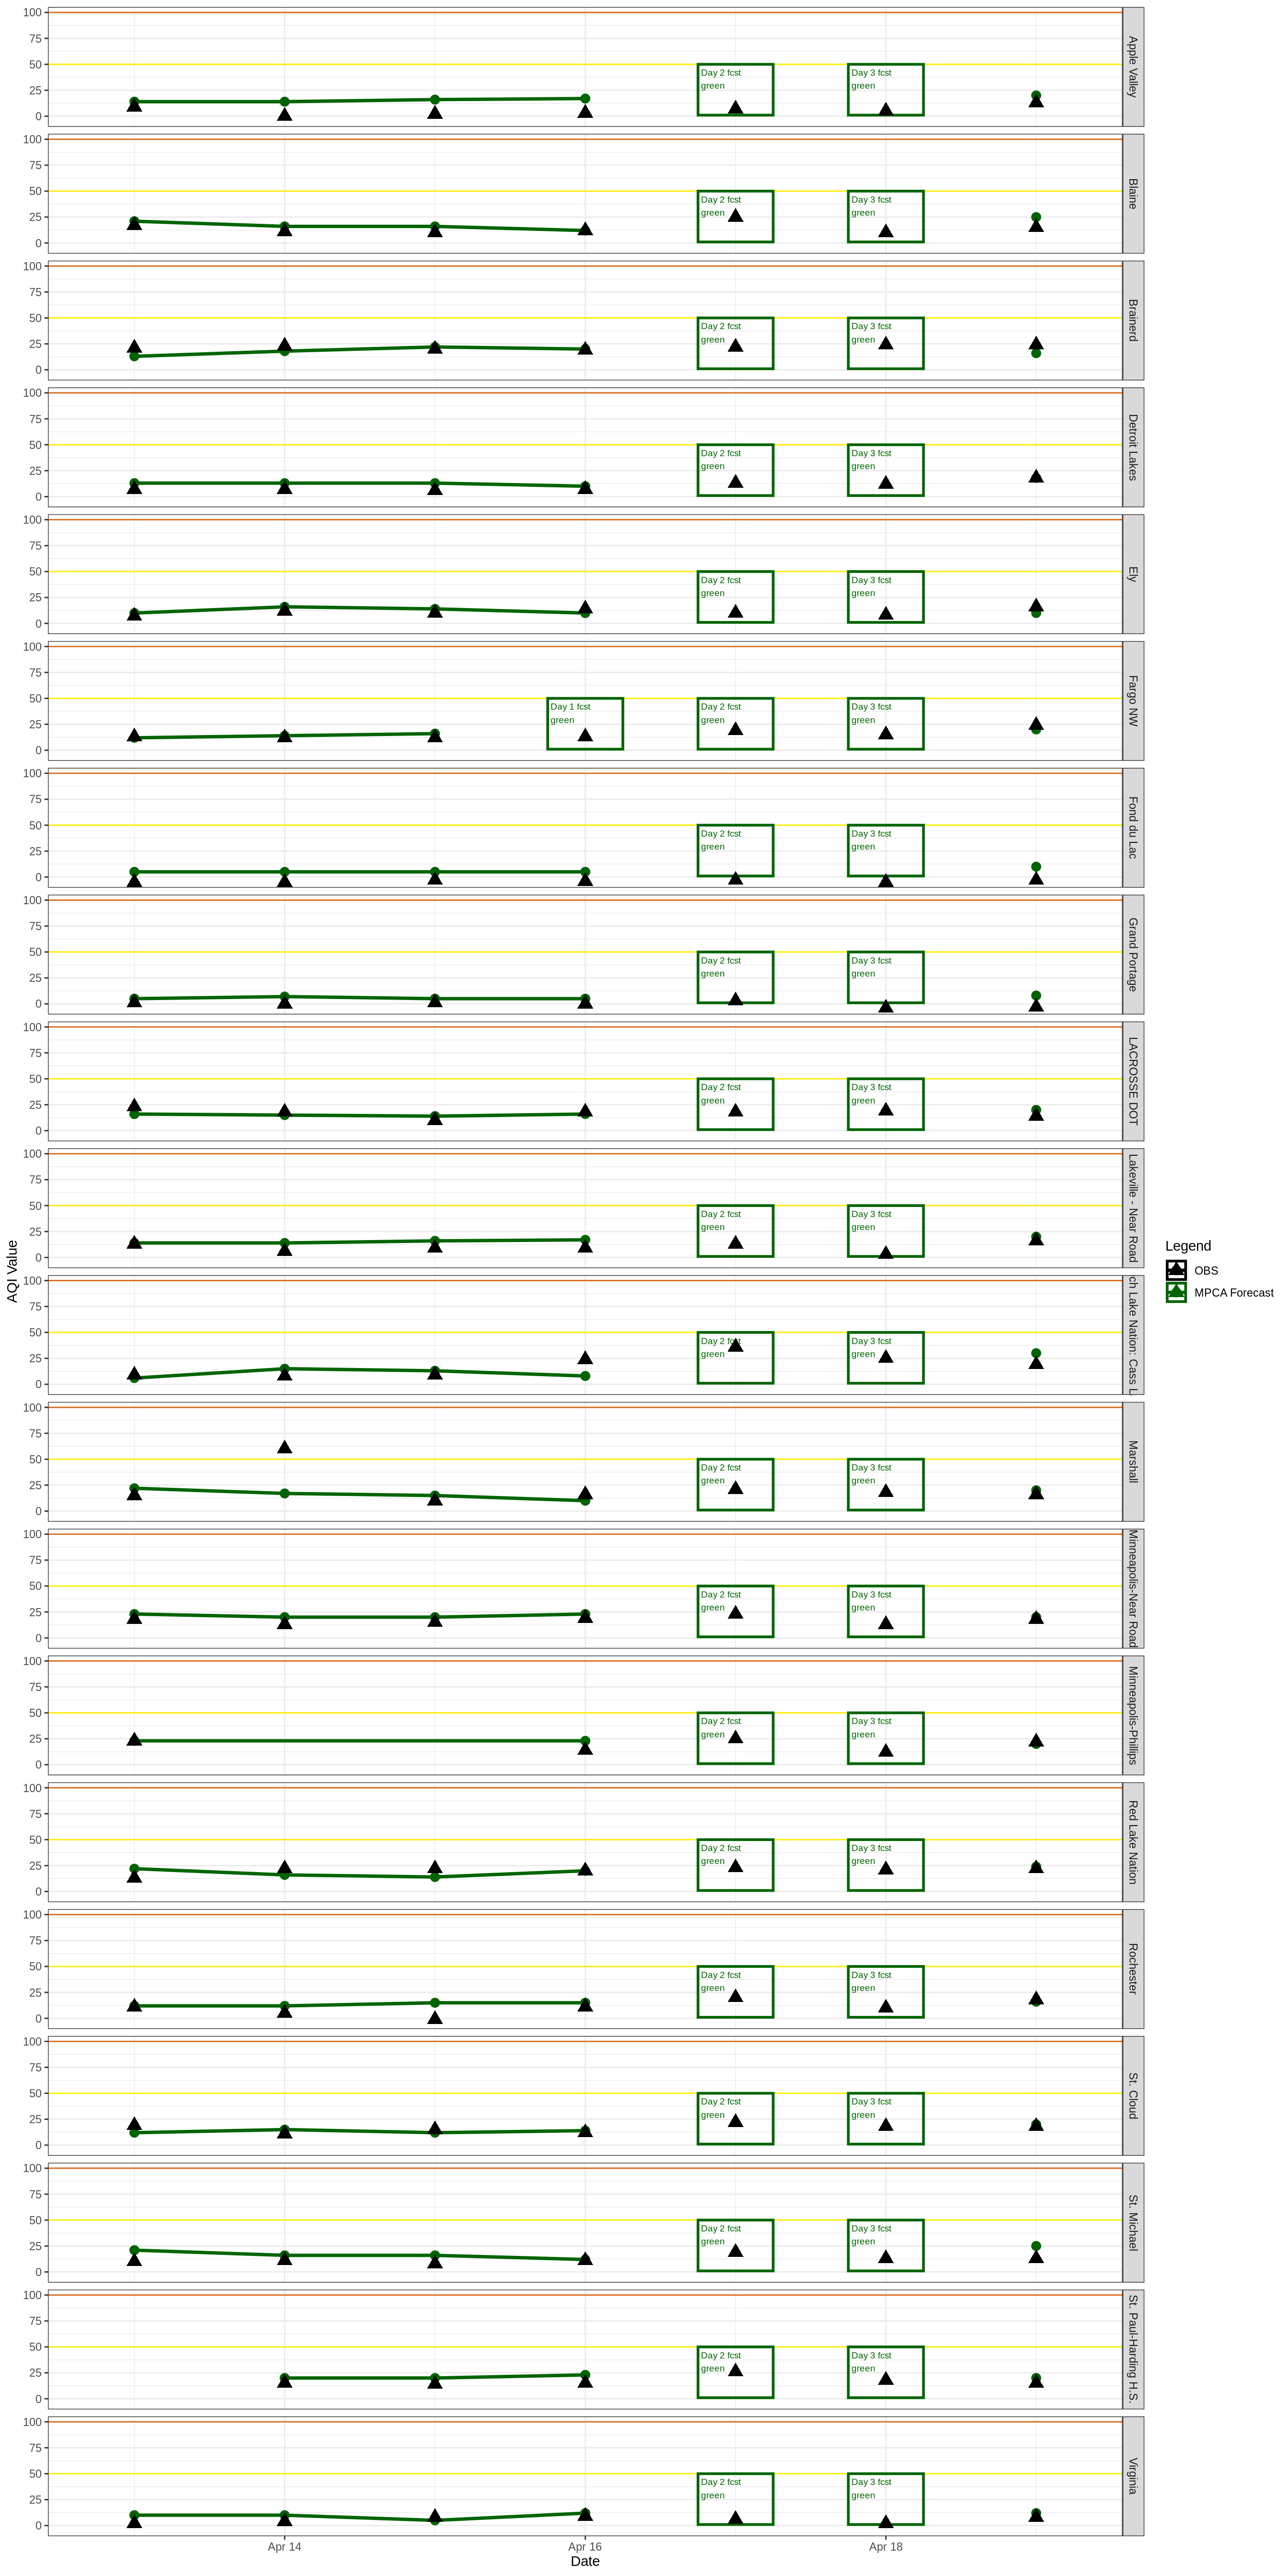 100
75
50
25
0
Day 2 fcst
green
Day 3 fcst
green
Apple Valley
100
75
50
25
0
Day 2 fcst
green
Day 3 fcst
green
Blaine
100
75
50
25
0
Day 2 fcst
green
Day 3 fcst
green
Brainerd
100
75
50
25
0
Day 2 fcst
green
Day 3 fcst
green
Detroit Lakes
100
75
50
25
0
Day 2 fcst
green
Day 3 fcst
green
Ely
100
75
50
25
0
Day 1 fcst
green
Day 2 fcst
green
Day 3 fcst
green
Fargo NW
100
75
50
25
0
Day 2 fcst
green
Day 3 fcst
green
Fond du Lac
100
75
50
25
0
Day 2 fcst
green
Day 3 fcst
green
Grand Portage
100
75
50
25
0
Day 2 fcst
green
Day 3 fcst
green
LACROSSE DOT
100
75
50
25
0
Day 2 fcst
green
Day 3 fcst
green
Lakeville - Near Road
100
75
50
25
0
Day 2 fcst
green
Day 3 fcst
green
ch Lake Nation: Cass L
100
75
50
25
0
Day 2 fcst
green
Day 3 fcst
green
Marshall
100
75
50
25
0
Day 2 fcst
green
Day 3 fcst
green
Minneapolis-Near Road
100
75
50
25
0
Day 2 fcst
green
Day 3 fcst
green
Minneapolis-Phillips
100
75
50
25
0
Day 2 fcst
green
Day 3 fcst
green
Red Lake Nation
100
75
50
25
0
Day 2 fcst
green
Day 3 fcst
green
Rochester
100
75
50
25
0
Day 2 fcst
green
Day 3 fcst
green
St. Cloud
100
75
50
25
0
Day 2 fcst
green
Day 3 fcst
green
St. Michael
100
75
50
25
0
Day 2 fcst
green
Day 3 fcst
green
St. Paul-Harding H.S.
100
75
50
25
0
Day 2 fcst
green
Day 3 fcst
green
Virginia
Apr 14
Apr 16
Apr 18
Date
AQI Value
Legend
OBS
MPCA Forecast